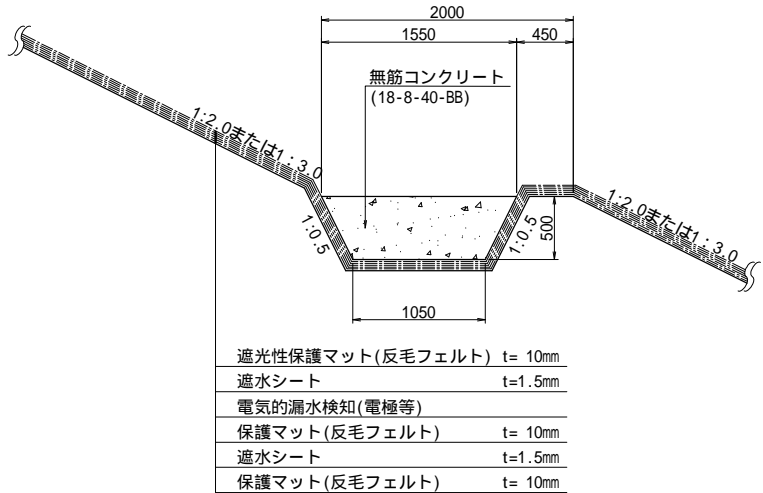 2000
1550
450
無筋コンクリート
(18-8-40-BB)
1:2.0または1:3.0
1:0.5
1:0.5
500
1:2.0または1:3.0
1050
遮光性保護マット(反毛フェルト) t= 10mm
遮水シート t=1.5mm
電気的漏水検知(電極等)
保護マット(反毛フェルト) t= 10mm
遮水シート t=1.5mm
保護マット(反毛フェルト) t= 10mm